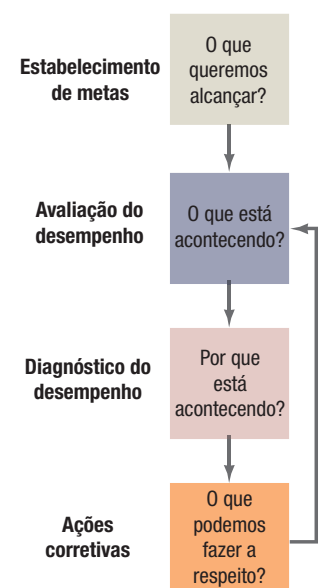 Estabelecimento
de metas
O que
queremos
alcançar?
Avaliação do
desempenho
O que está
acontecendo?
Diagnóstico do
desempenho
Por que
está
acontecendo?
Ações
corretivas
O que
podemos
fazer a
respeito?